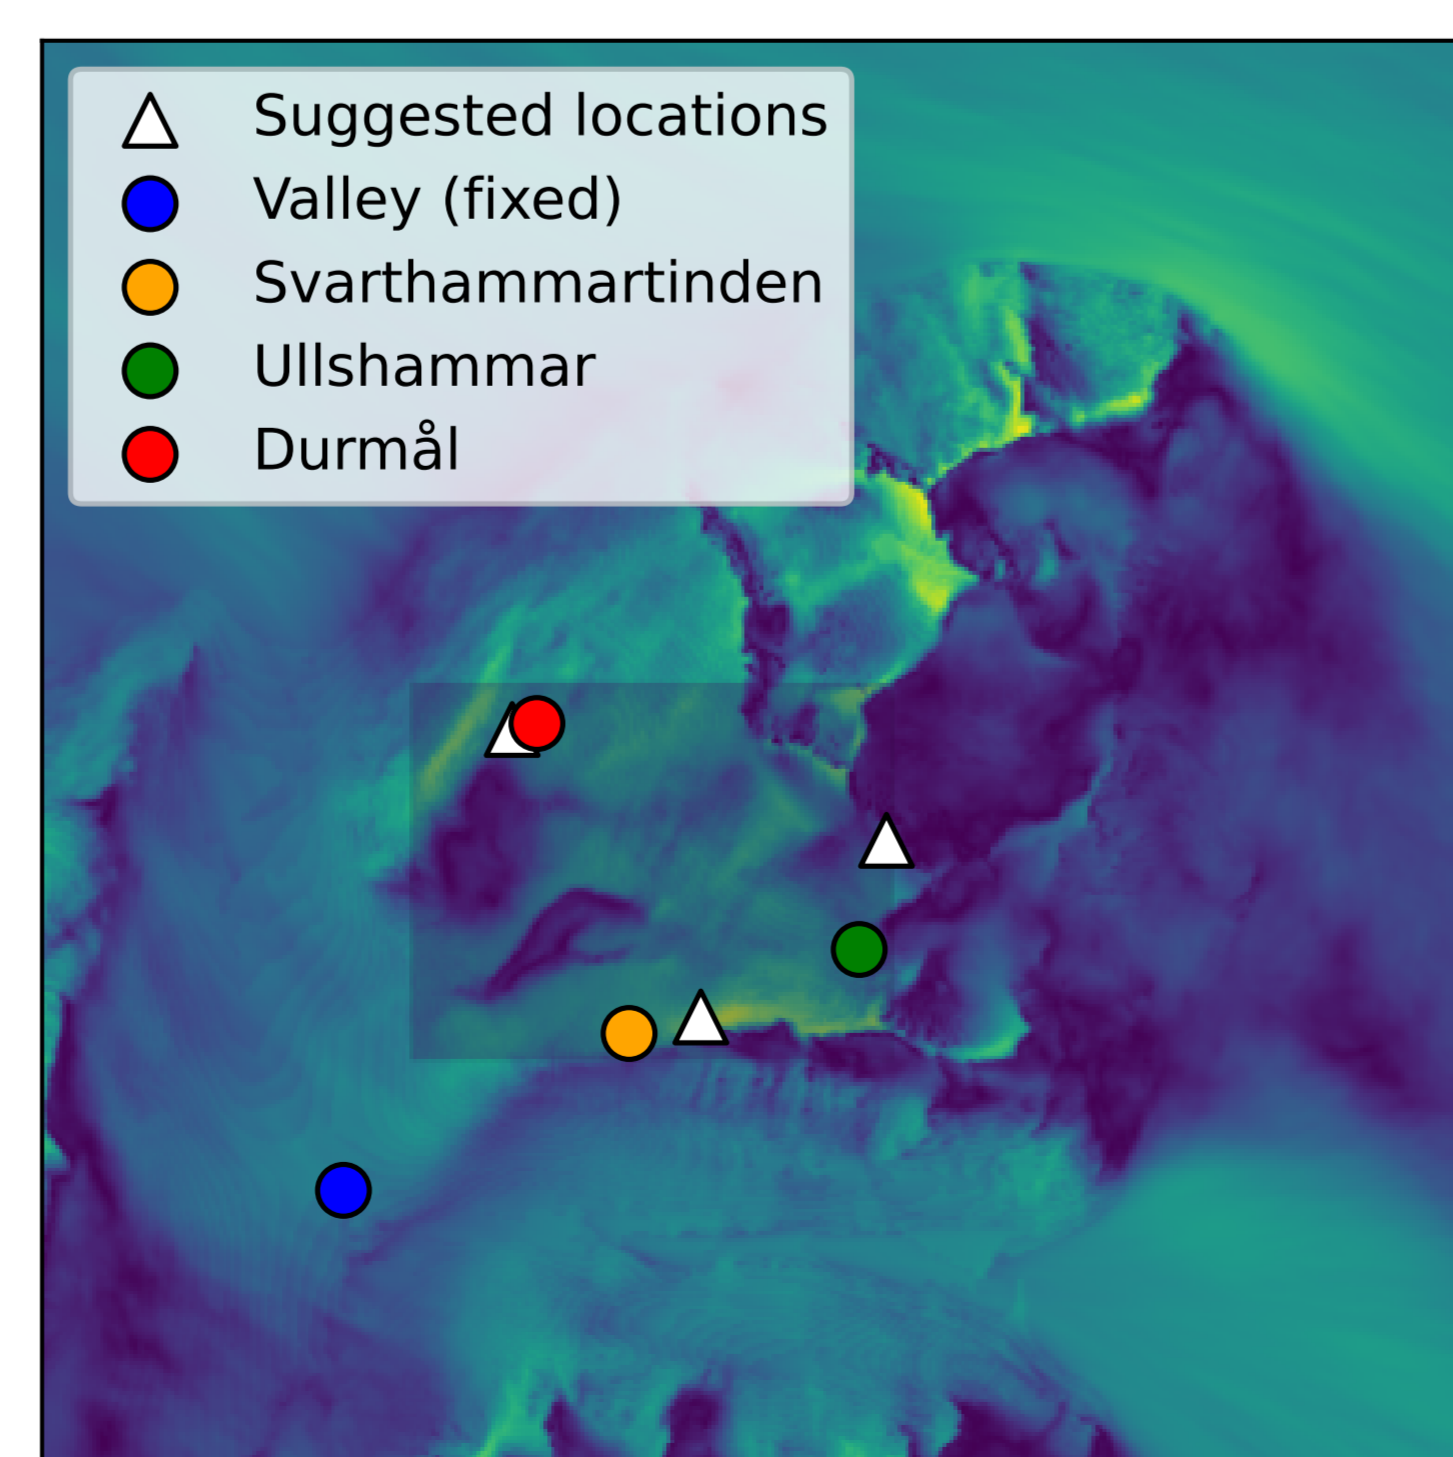 Suggested locations
Valley (fixed)
Svarthammartinden
Ullshammar
Durmål